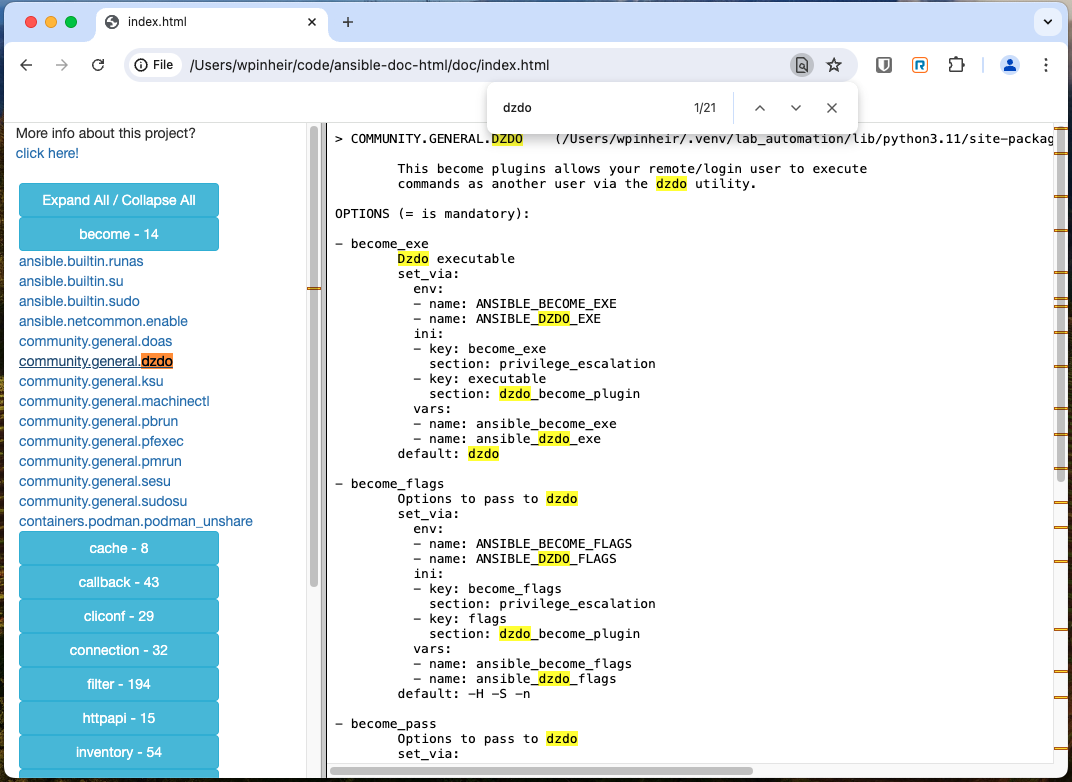 index.html
File
/Users/wpinheir/code/ansible-doc-html/doc/index.html
dzdo
1/21
More info about this project?
click here!
Expand All / Collapse All
become - 14
ansible.builtin.runas
ansible.builtin.su
ansible.builtin.sudo
ansible.netcommon.enable
community.general.doas
community.general.dzdo
community.general.ksu
community.general.machinectl
community.general.pbrun
community.general.pfexec
community.general.pmrun
community.general.sesu
community.general.sudosu
containers.podman.podman_unshare
cache - 8
callback - 43
cliconf - 29
connection - 32
filter - 194
httpapi - 15
inventory - 54
> COMMUNITY.GENERAL.DZDO    (/Users/wpinheir/.venv/lab_automation/lib/python3.11/site-packag
This become plugins allows your remote/login user to execute
commands as another user via the dzdo utility.
OPTIONS (= is mandatory):
- become_exe
Dzdo executable
set_via:
env:
- name: ANSIBLE_BECOME_EXE
- name: ANSIBLE_DZDO_EXE
ini:
- key: become_exe
section: privilege_escalation
- key: executable
section: dzdo_become_plugin
vars:
- name: ansible_become_exe
- name: ansible_dzdo_exe
default: dzdo
- become_flags
Options to pass to dzdo
set_via:
env:
- name: ANSIBLE_BECOME_FLAGS
- name: ANSIBLE_DZDO_FLAGS
ini:
- key: become_flags
section: privilege_escalation
- key: flags
section: dzdo_become_plugin
vars:
- name: ansible_become_flags
- name: ansible_dzdo_flags
default: -H -S -n
- become_pass
Options to pass to dzdo
set_via: